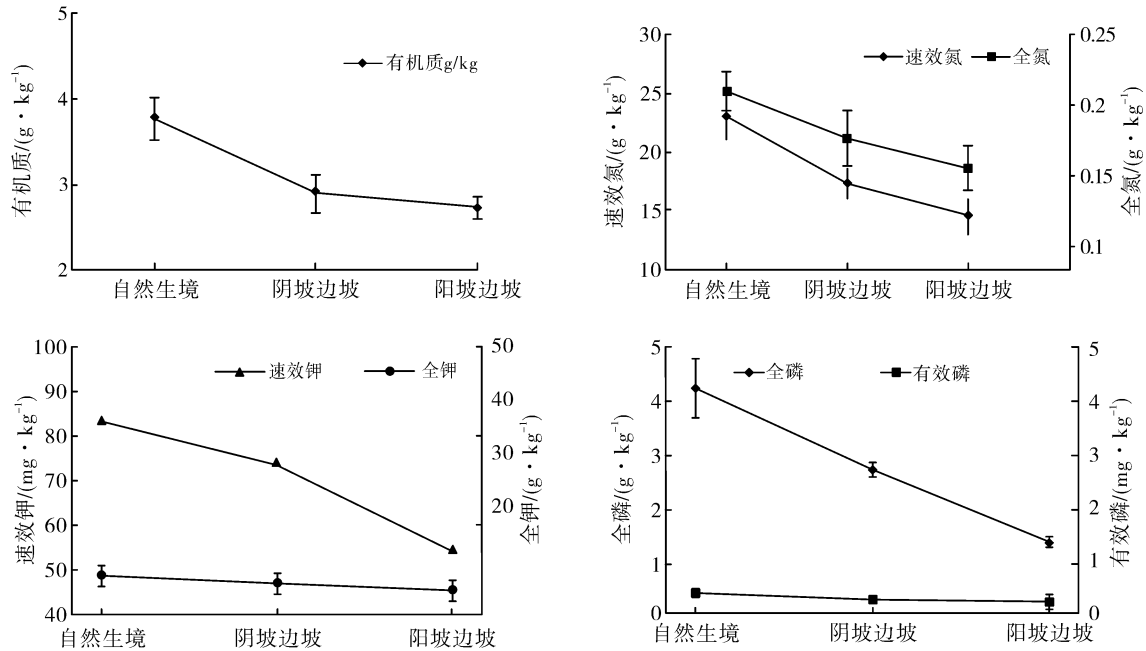 5
4
3
2
有机质/(g·kg⁻¹)
有机质g/kg
自然生境 阴坡边坡 阳坡边坡
30
25
20
15
10
速效氮/(g·kg⁻¹)
速效氮 全氮
0.25
0.2
0.15
0.1
全氮/(g·kg⁻¹)
自然生境 阴坡边坡 阳坡边坡
100
90
80
70
60
50
40
速效钾/(mg·kg⁻¹)
速效钾 全钾
50
40
30
20
全钾/(g·kg⁻¹)
自然生境 阴坡边坡 阳坡边坡
5
4
3
2
1
0
全磷/(g·kg⁻¹)
全磷 有效磷
5
4
3
2
1
0
有效磷/(mg·kg⁻¹)
自然生境 阴坡边坡 阳坡边坡